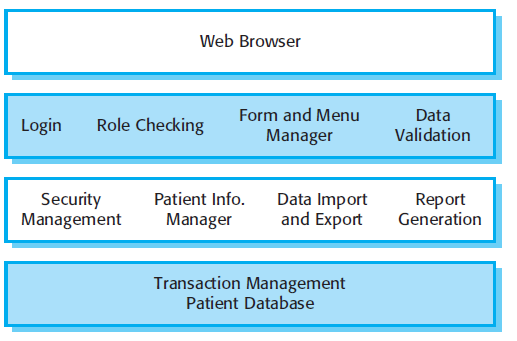 Web Browser
Login Role Checking Form and Menu Manager Data Validation
Security Management Patient Info. Manager Data Import and Export Report Generation
Transaction Management
Patient Database